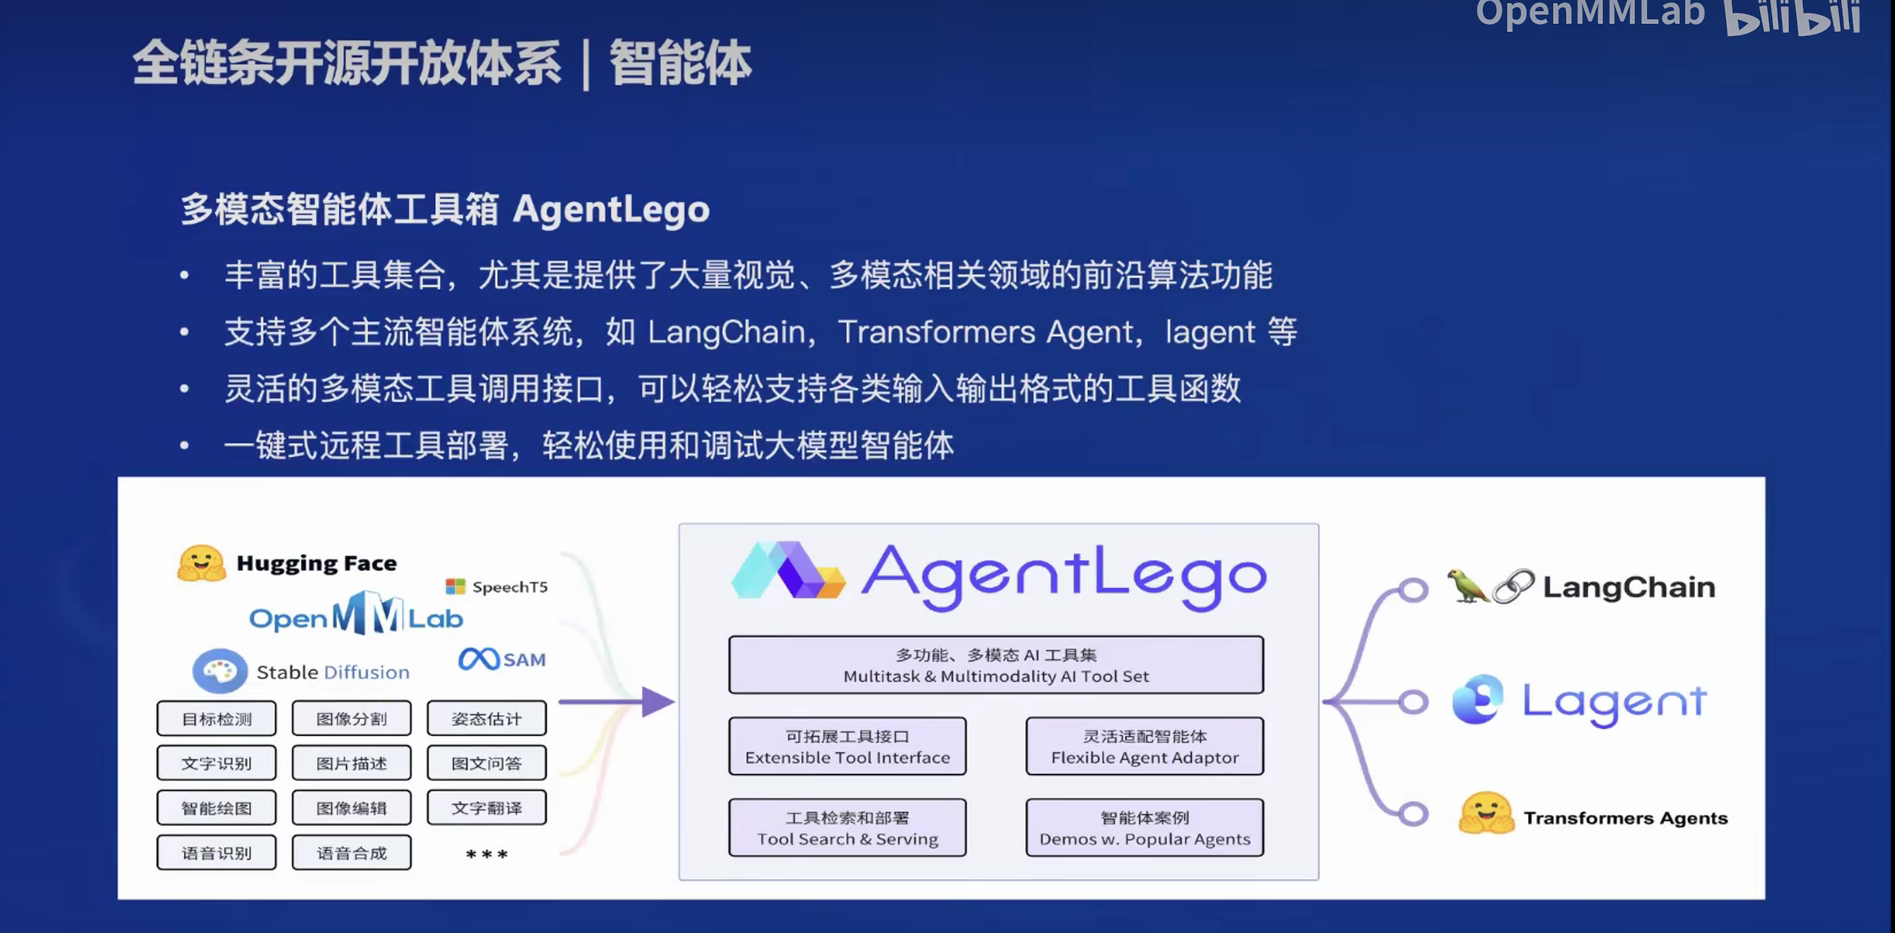 OpenMMLab bilibili
全链条开源开放体系 | 智能体
多模态智能体工具箱 AgentLego
• 丰富的工具集合，尤其是提供了大量视觉、多模态相关领域的前沿算法功能
• 支持多个主流智能体系统，如 LangChain，Transformers Agent，lagent 等
• 灵活的多模态工具调用接口，可以轻松支持各类输入输出格式的工具函数
• 一键式远程工具部署，轻松使用和调试大模型智能体
Hugging Face
SpeechT5
OpenMMLab
Stable Diffusion
SAM
目标检测 图像分割 姿态估计
文字识别 图片描述 图文问答
智能绘图 图像编辑 文字翻译
语音识别 语音合成 ***
AgentLego
多功能、多模态 AI 工具集
Multitask & Multimodality AI Tool Set
可拓展工具接口
Extensible Tool Interface
灵活适配智能体
Flexible Agent Adaptor
工具检索和部署
Tool Search & Serving
智能体案例
Demos w. Popular Agents
LangChain
Lagent
Transformers Agents